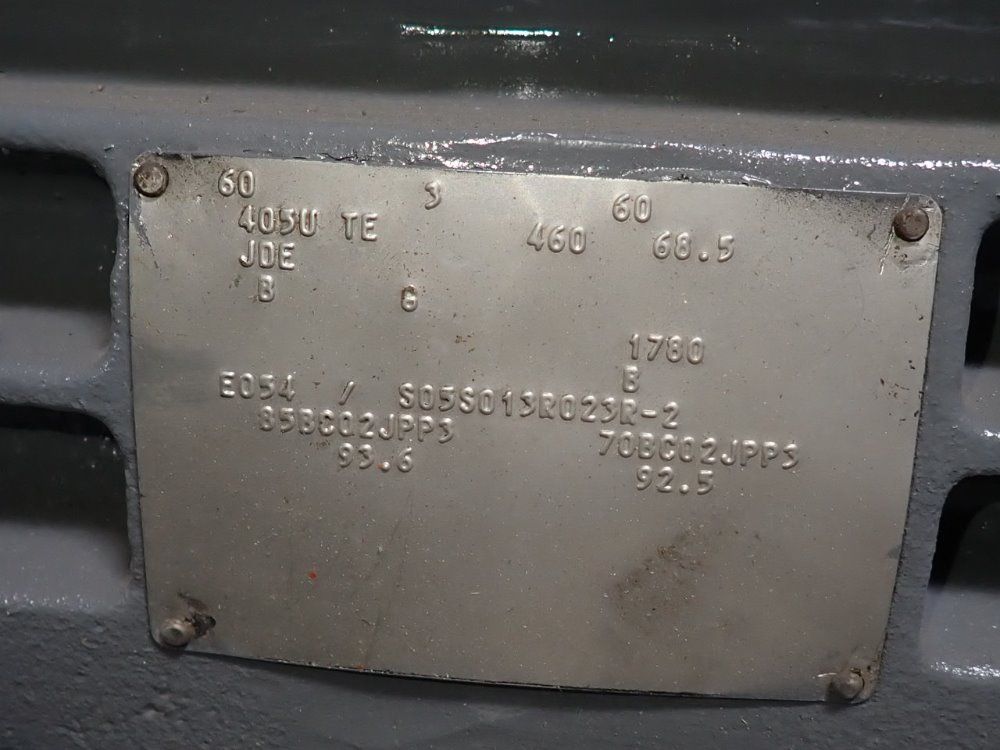 60 3 60
405U TE 460 68.5
JDE
B G
1780
B
E054 / S05S013R023R-2
85BC02JPP3 70BC02JPP3
93.6 92.5